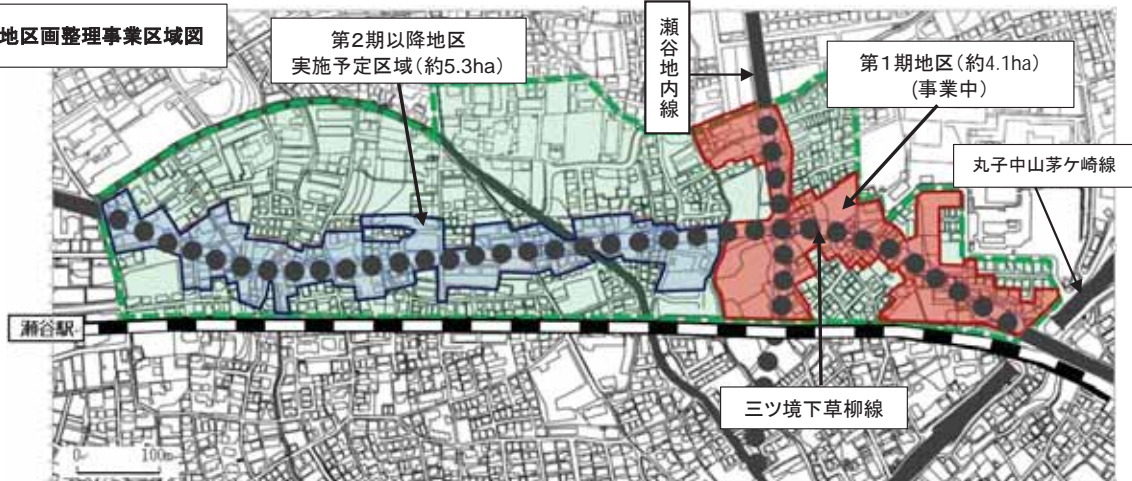 地区画整理事業区域図
第2期以降地区
実施予定区域(約5.3ha)
瀬谷地内線
第1期地区(約4.1ha)
(事業中)
丸子中山茅ケ崎線
瀬谷駅
三ツ境下草柳線
0 100m